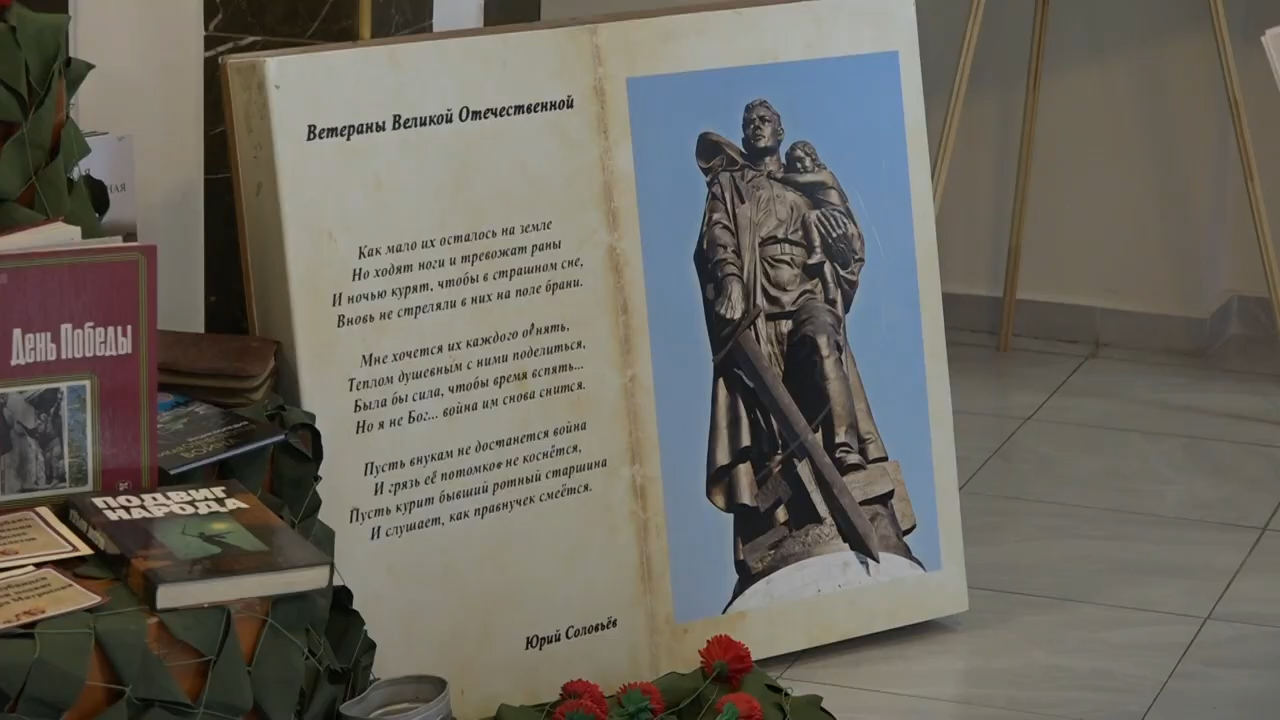 Ветераны Великой Отечественной
Как мало их осталось на земле
Но ходят ноги и тревожат раны
И ночью курят, чтобы в страшном сне,
Вновь не стреляли в них на поле брани.
Мне хочется их каждого обнять,
Теплом душевным с ними поделиться,
Была бы сила, чтобы время вспять...
Но я не Бог... война им снова снится.
Пусть внукам не достанется война
И грязь её потомков не коснётся,
Пусть курит бывший ротный старшина
И слушает, как правнучек смеётся.
Юрий Соловьёв
День Победы
ПОДВИГ
НАРОДА